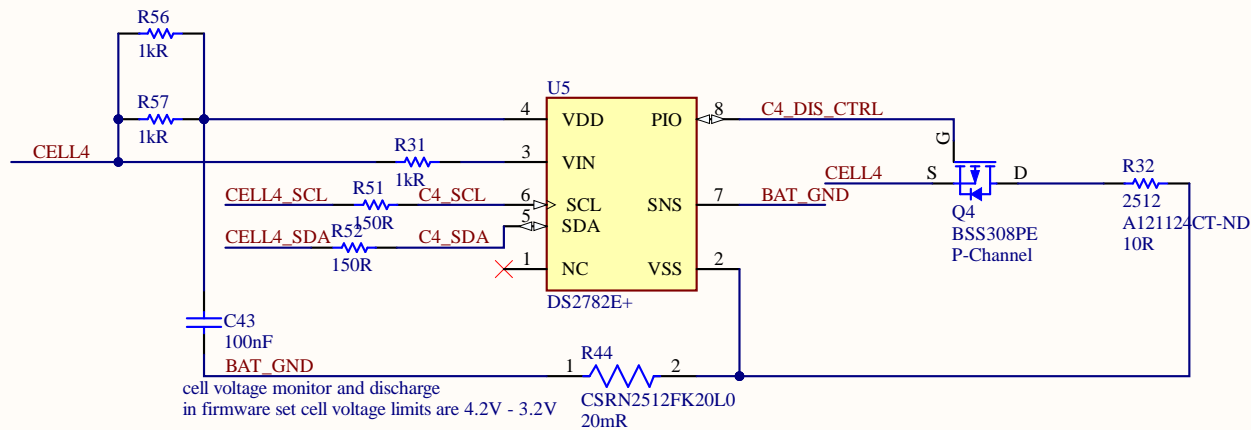 R56
1kR
R57
1kR
CELL4
R31
1kR
CELL4_SCL
R51
150R
C4_SCL
CELL4_SDA
R52
150R
C4_SDA
U5
4
VDD
3
VIN
6
SCL
5
SDA
1
NC
PIO
8
SNS
7
VSS
2
DS2782E+
C4_DIS_CTRL
CELL4
BAT_GND
G
S
D
Q4
BSS308PE
P-Channel
R32
2512
A121124CT-ND
10R
C43
100nF
BAT_GND
1
R44
2
CSRN2512FK20L0
20mR
cell voltage monitor and discharge
in firmware set cell voltage limits are 4.2V - 3.2V